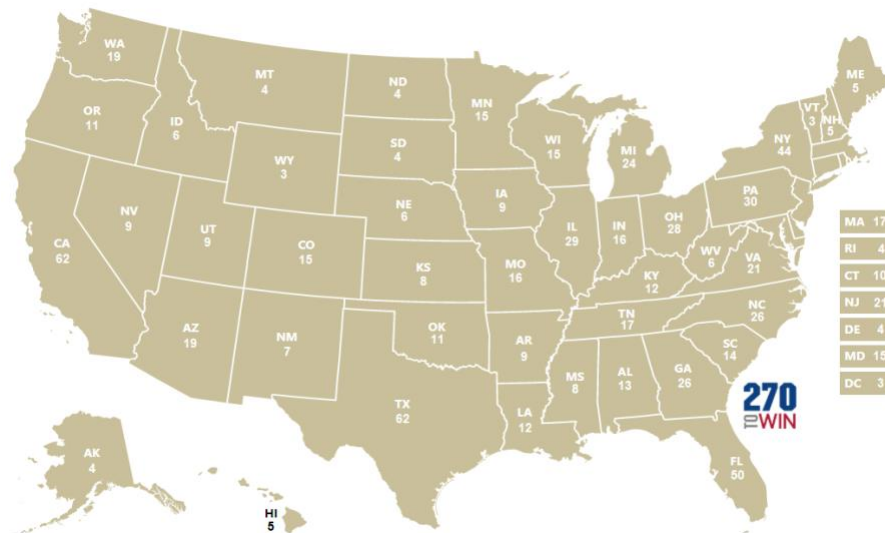 WA
19
OR
11
CA
62
NV
9
ID
6
MT
4
WY
3
UT
9
CO
15
AZ
19
NM
7
ND
4
SD
4
NE
6
KS
8
OK
11
TX
62
MN
15
IA
9
MO
16
AR
9
LA
12
WI
15
IL
29
MI
24
IN
16
OH
28
KY
12
TN
17
MS
8
AL
13
GA
26
FL
50
SC
14
NC
26
VA
21
WV
6
PA
30
NY
44
VT
3
NH
5
ME
5
MA 17
RI 4
CT 10
NJ 21
DE 4
MD 15
DC 3
270
TO WIN
AK
4
HI
5